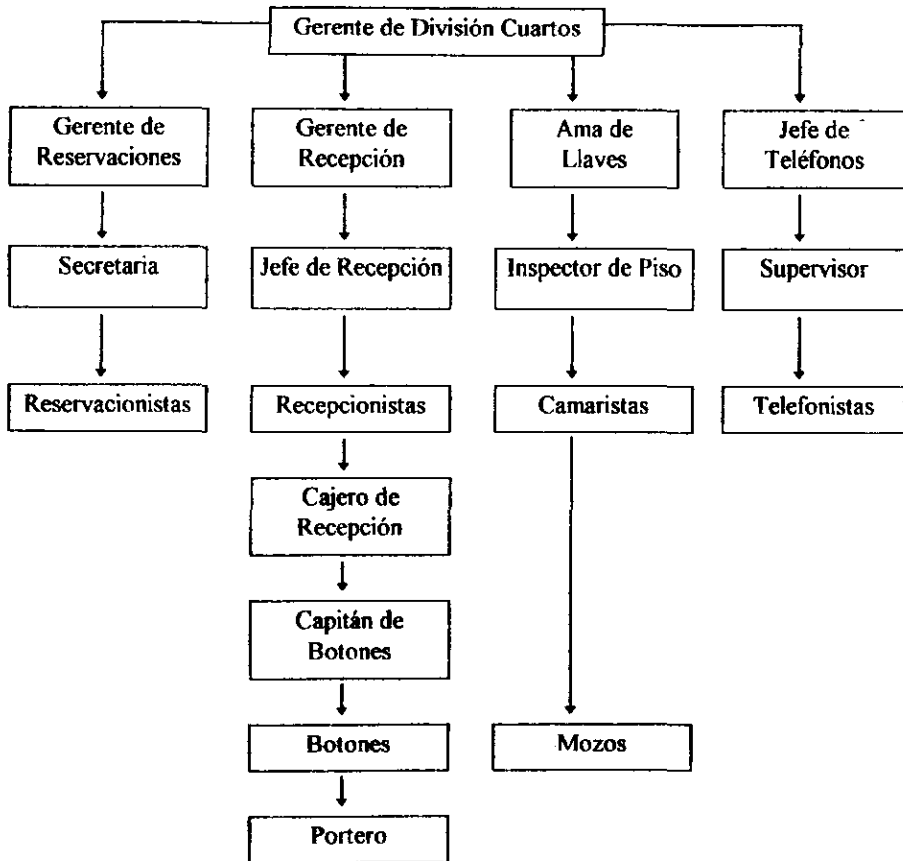 Gerente de División Cuartos
Gerente de
Reservaciones
Gerente de
Recepción
Ama de
Llaves
Jefe de
Teléfonos
Secretaria
Jefe de Recepción
Inspector de Piso
Supervisor
Reservacionistas
Recepcionistas
Camaristas
Telefonistas
Cajero de
Recepción
Capitán de
Botones
Botones
Mozos
Portero